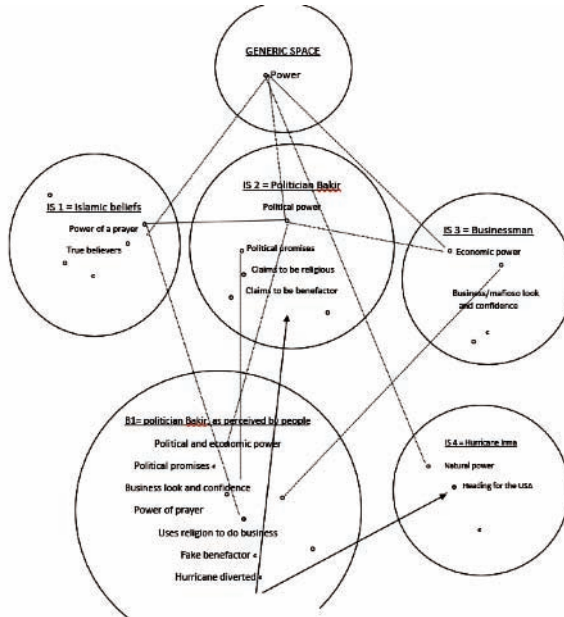 GENERIC SPACE
Power
IS 1 = Islamic beliefs
Power of a prayer
True believers
IS 2 = Politician Bakir
Political power
Political promises
Claims to be religious
Claims to be benefactor
IS 3 = Businessman
Economic power
Business/mafioso look
and confidence
B1= politician Bakir, as perceived by people
Political and economic power
Political promises
Business look and confidence
Power of prayer
Uses religion to do business
Fake benefactor
Hurricane diverted
IS 4 = Hurricane Irma
Natural power
Heading for the USA